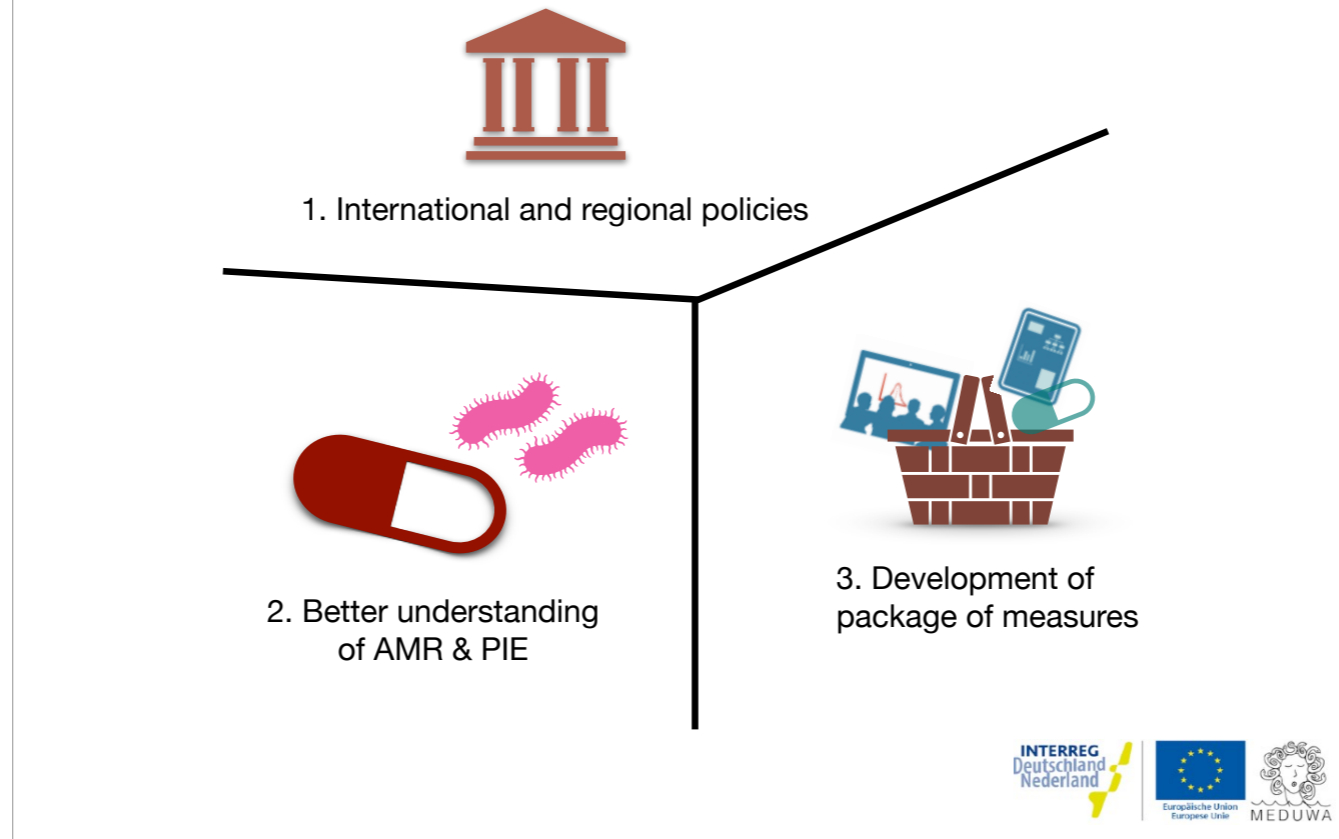 1. International and regional policies
2. Better understanding
of AMR & PIE
3. Development of
package of measures
INTERREG
Deutschland
Nederland
Europäische Union
Europese Unie
MEDUWA